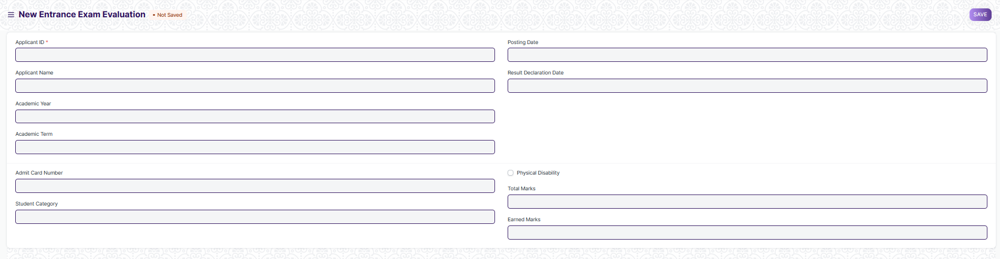 New Entrance Exam Evaluation • Not Saved SAVE
Applicant ID *
Posting Date
Applicant Name
Result Declaration Date
Academic Year
Academic Term
Admit Card Number
Physical Disability
Total Marks
Student Category
Earned Marks